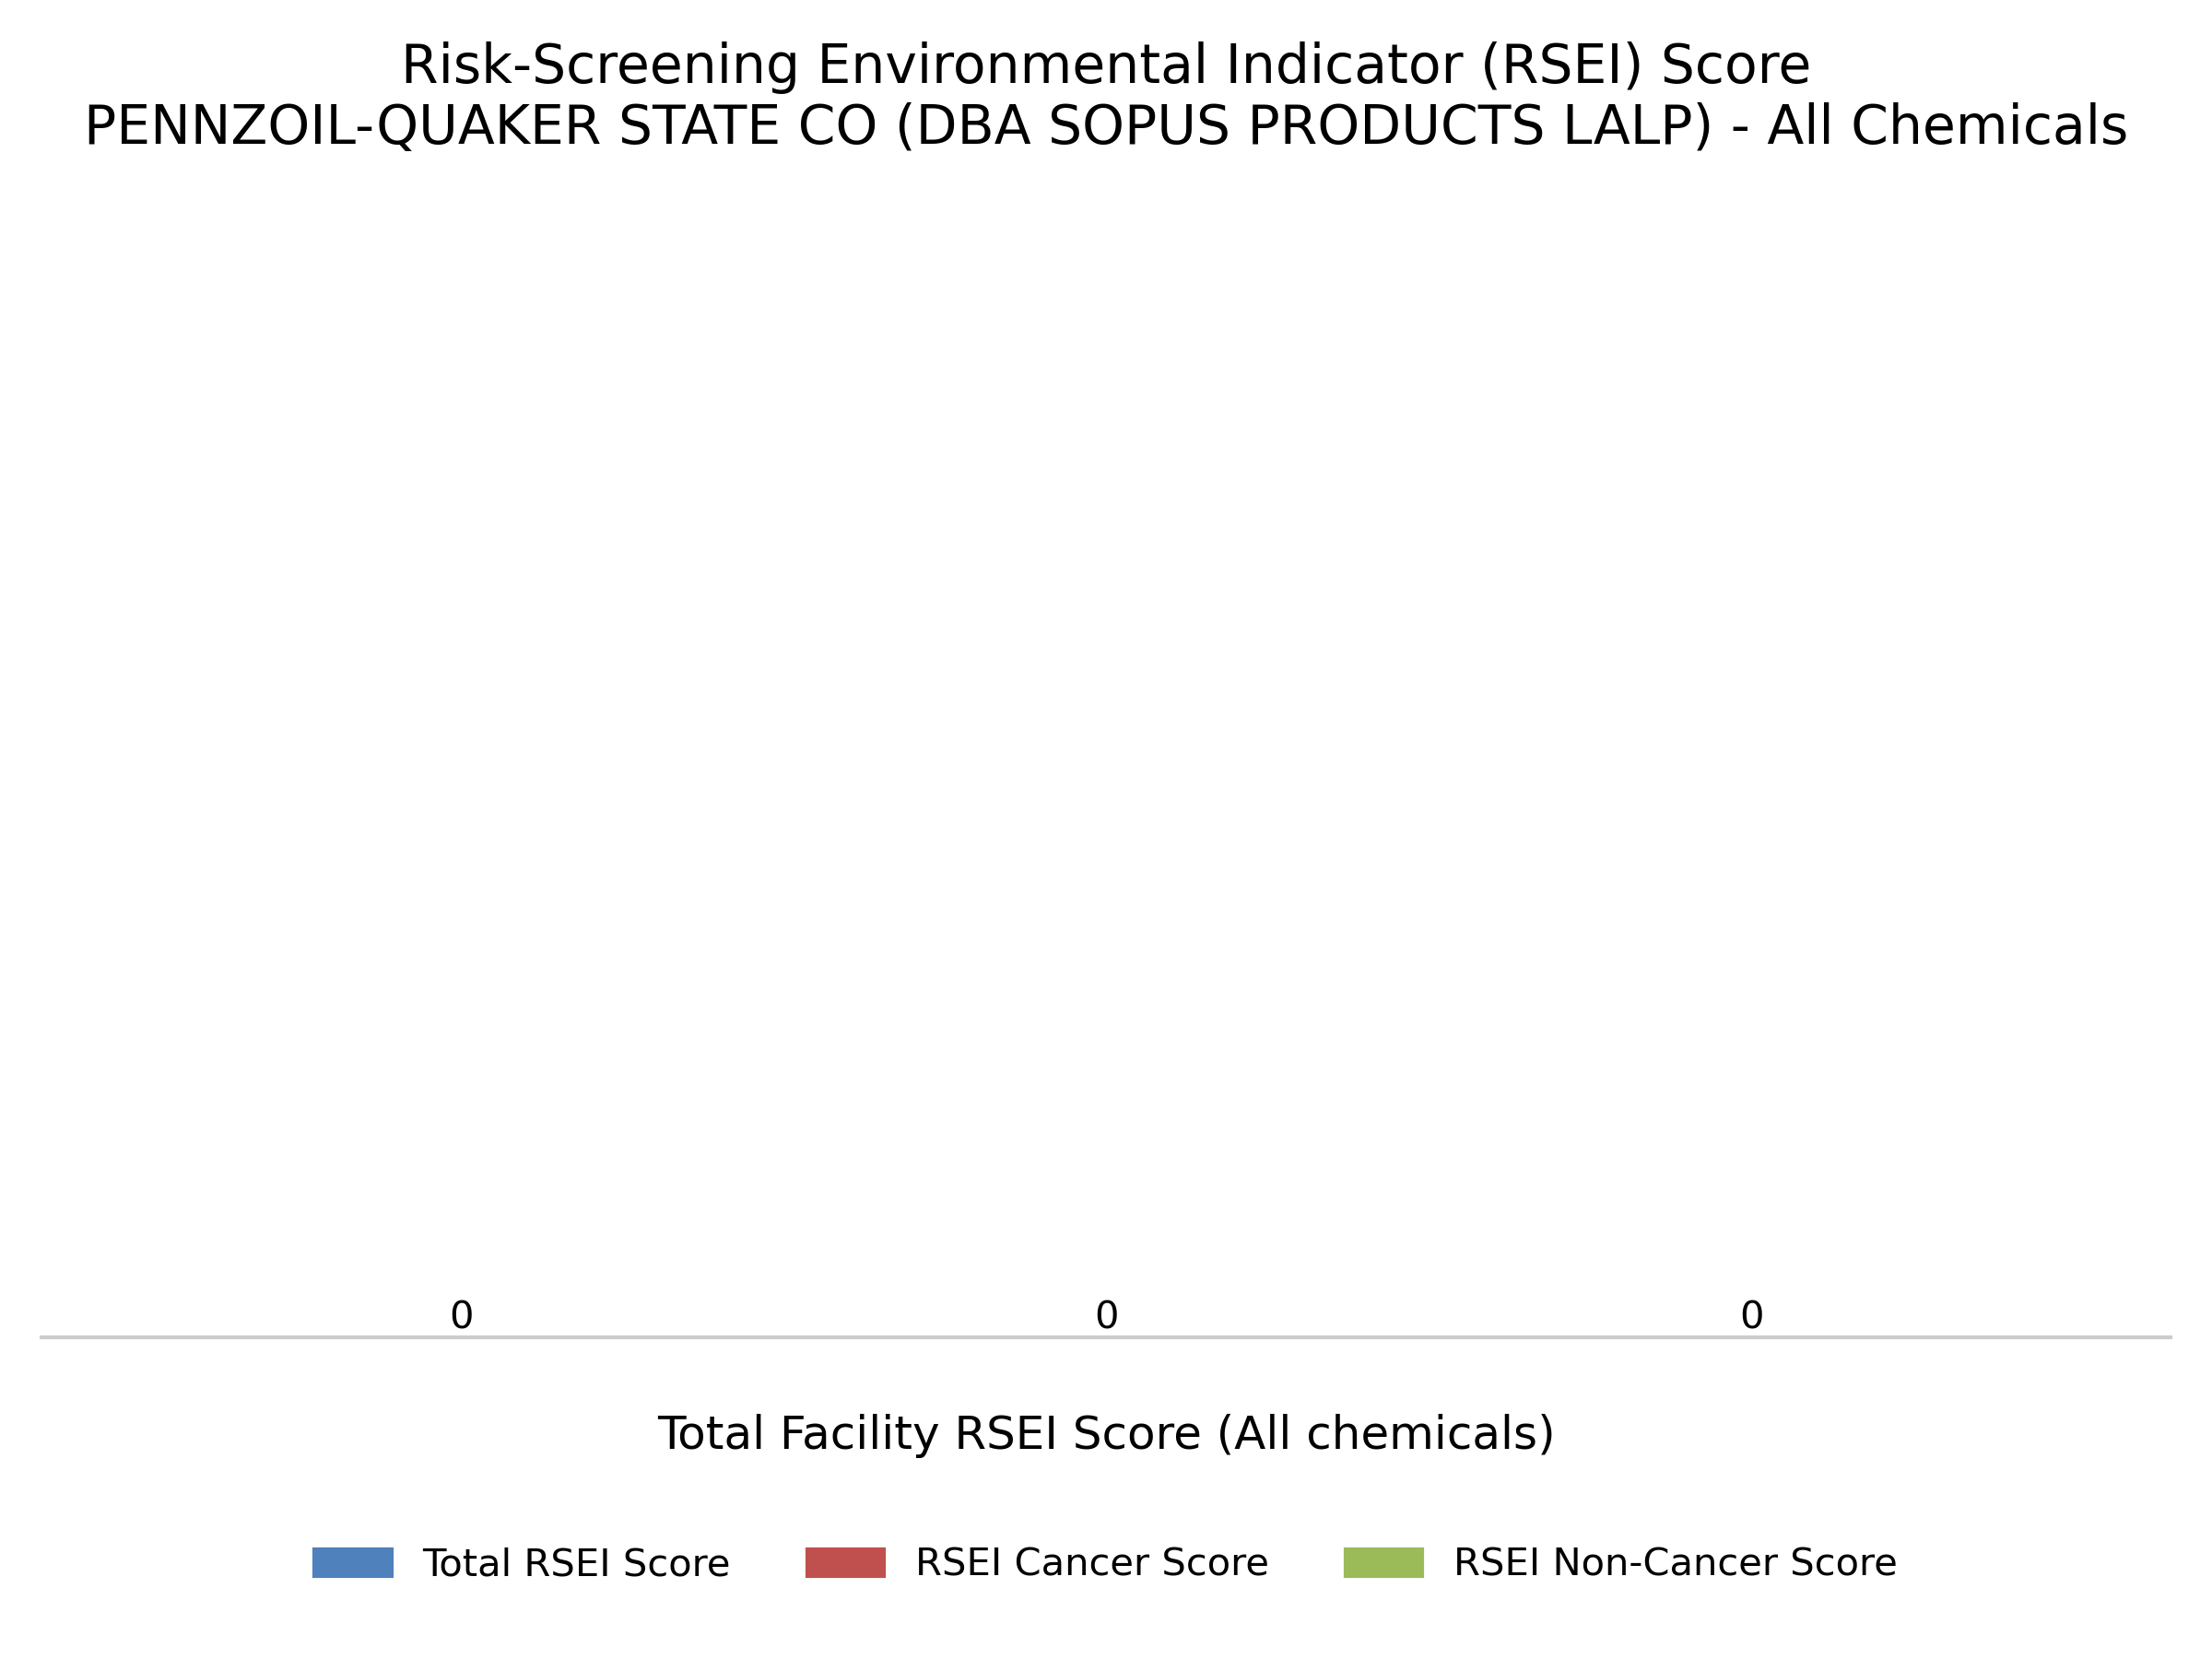 Risk-Screening Environmental Indicator (RSEI) Score
PENNZOIL-QUAKER STATE CO (DBA SOPUS PRODUCTS LALP) - All Chemicals
0 0 0
Total Facility RSEI Score (All chemicals)
Total RSEI Score RSEI Cancer Score RSEI Non-Cancer Score